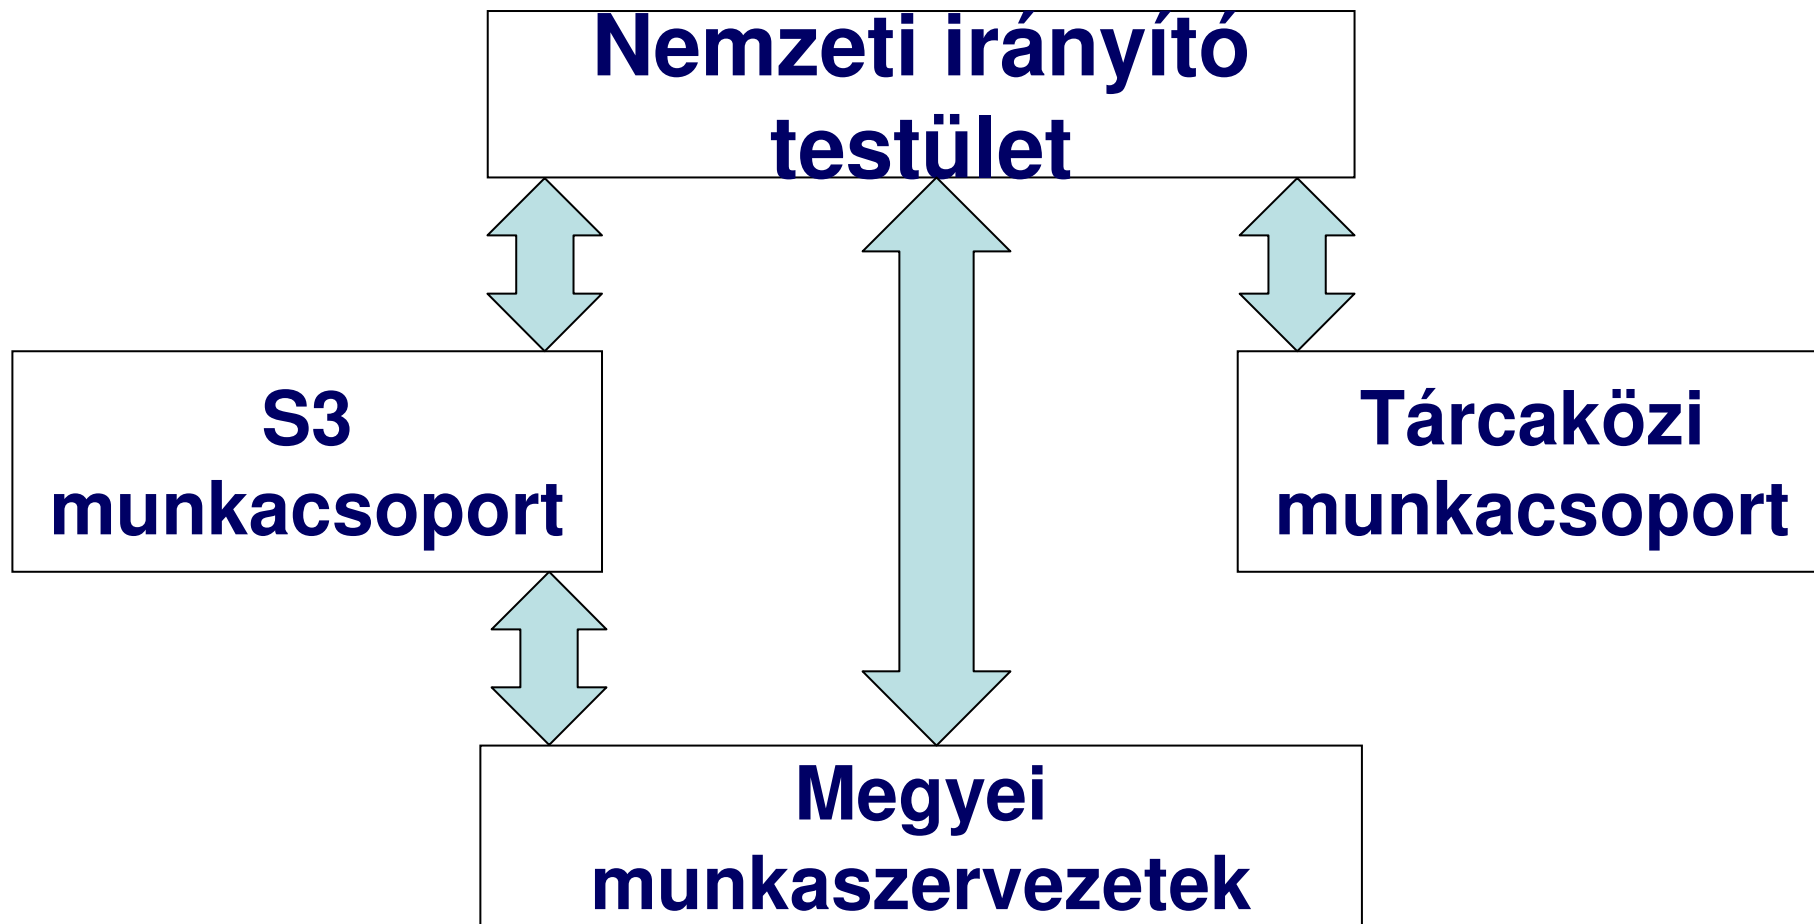 Nemzeti irányító
testület
S3
munkacsoport
Tárcaközi
munkacsoport
Megyei
munkaszervezetek